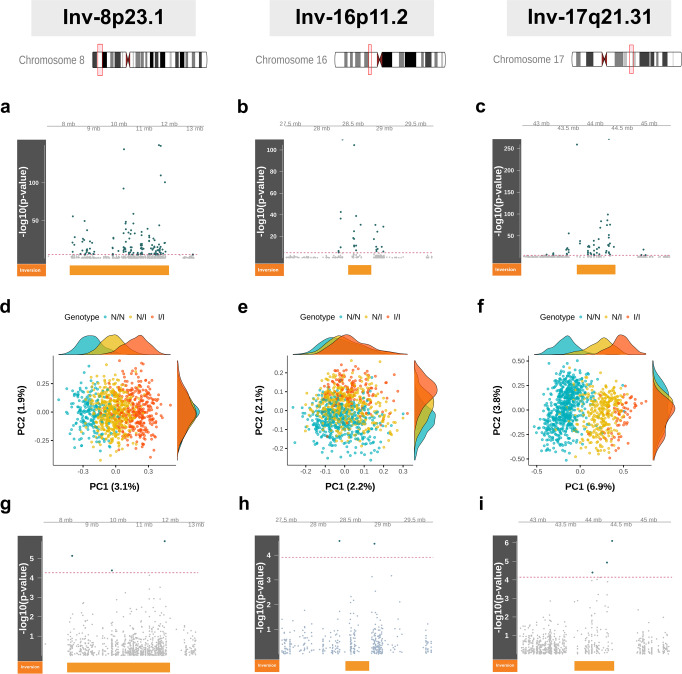 Inv-8p23.1 Inv-16p11.2 Inv-17q21.31
Chromosome 8 Chromosome 16 Chromosome 17
a b c
8 mb 10 mb 12 mb 27.5 mb 28.5 mb 29.5 mb 43 mb 44 mb 45 mb
9 mb 11 mb 13 mb 28 mb 29 mb 43.5 mb 44.5 mb
-log10(p-value) -log10(p-value) -log10(p-value)
100 50
100 80 60 40 20
250 200 150 100 50
Inversion Inversion Inversion
d e f
Genotype N/N N/I I/I Genotype N/N N/I I/I Genotype N/N N/I I/I
PC2 (1.9%) PC2 (2.1%) PC2 (3.8%)
0.25 0.00 -0.25
0.2 0.1 0.0 -0.1 -0.2
0.50 0.25 0.00 -0.25 -0.50
-0.3 0.0 0.3 -0.2 -0.1 0.0 0.1 0.2 0.3 -0.5 0.0 0.5
PC1 (3.1%) PC1 (2.2%) PC1 (6.9%)
g h i
8 mb 10 mb 12 mb 27.5 mb 28.5 mb 29.5 mb 43 mb 44 mb 45 mb
9 mb 11 mb 13 mb 28 mb 29 mb 43.5 mb 44.5 mb
-log10(p-value) -log10(p-value) -log10(p-value)
5 4 3 2 1
4 3 2 1
6 5 4 3 2 1
Inversion Inversion Inversion